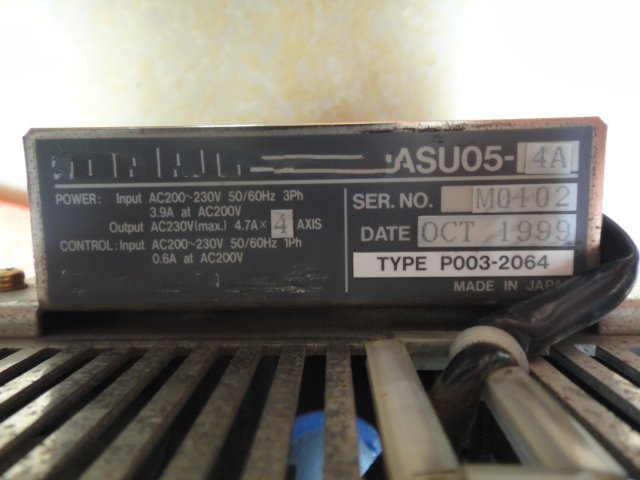 ASU05-4A
POWER: Input AC200~230V 50/60Hz 3Ph
3.9A at AC200V
Output AC230V(max.) 4.7A× 4 AXIS
CONTROL: Input AC200~230V 50/60Hz 1Ph
0.6A at AC200V
SER. NO. M0102
DATE OCT 1999
TYPE P003-2064
MADE IN JAPAN